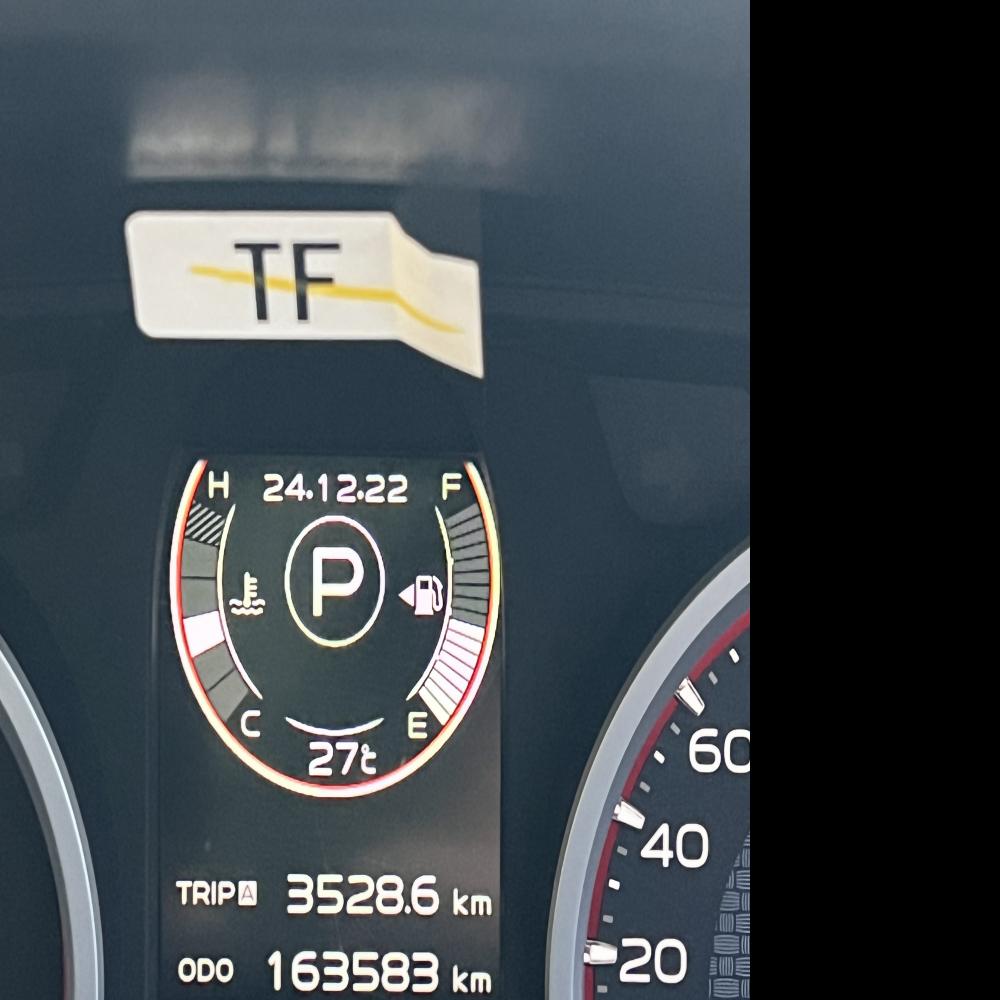 TF
H 24.12.22 F
P
C E
27℃
TRIP A 3528.6 km
ODO 163583 km
60
40
20